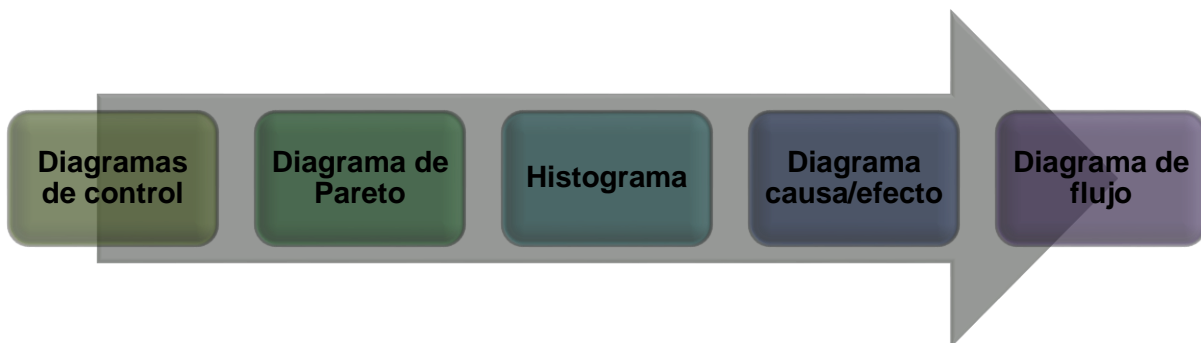 Diagramas
de control
Diagrama de
Pareto
Histograma
Diagrama
causa/efecto
Diagrama de
flujo